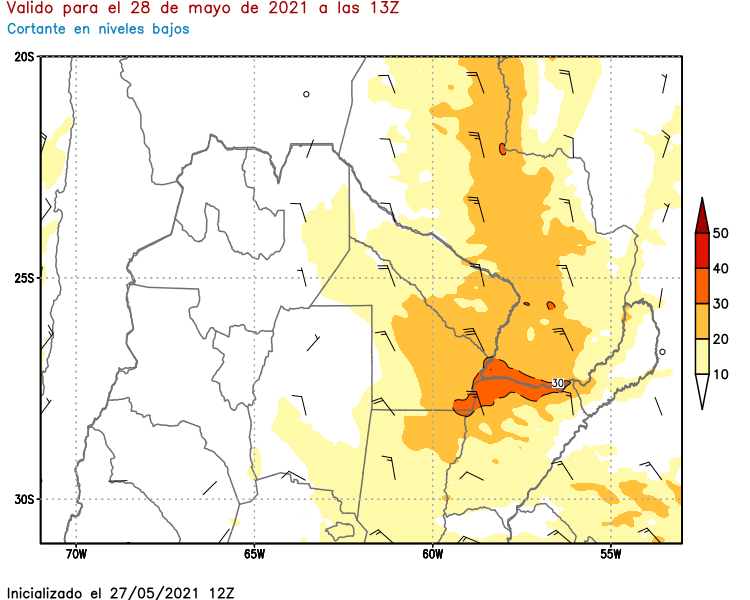 Valido para el 28 de mayo de 2021 a las 13Z
Cortante en niveles bajos
20S
25S
30S
70W
65W
60W
55W
30
50
40
30
20
10
Inicializado el 27/05/2021 12Z